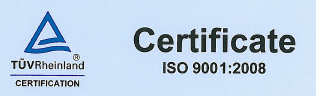 TÜVRheinland
CERTIFICATION
Certificate
ISO 9001:2008